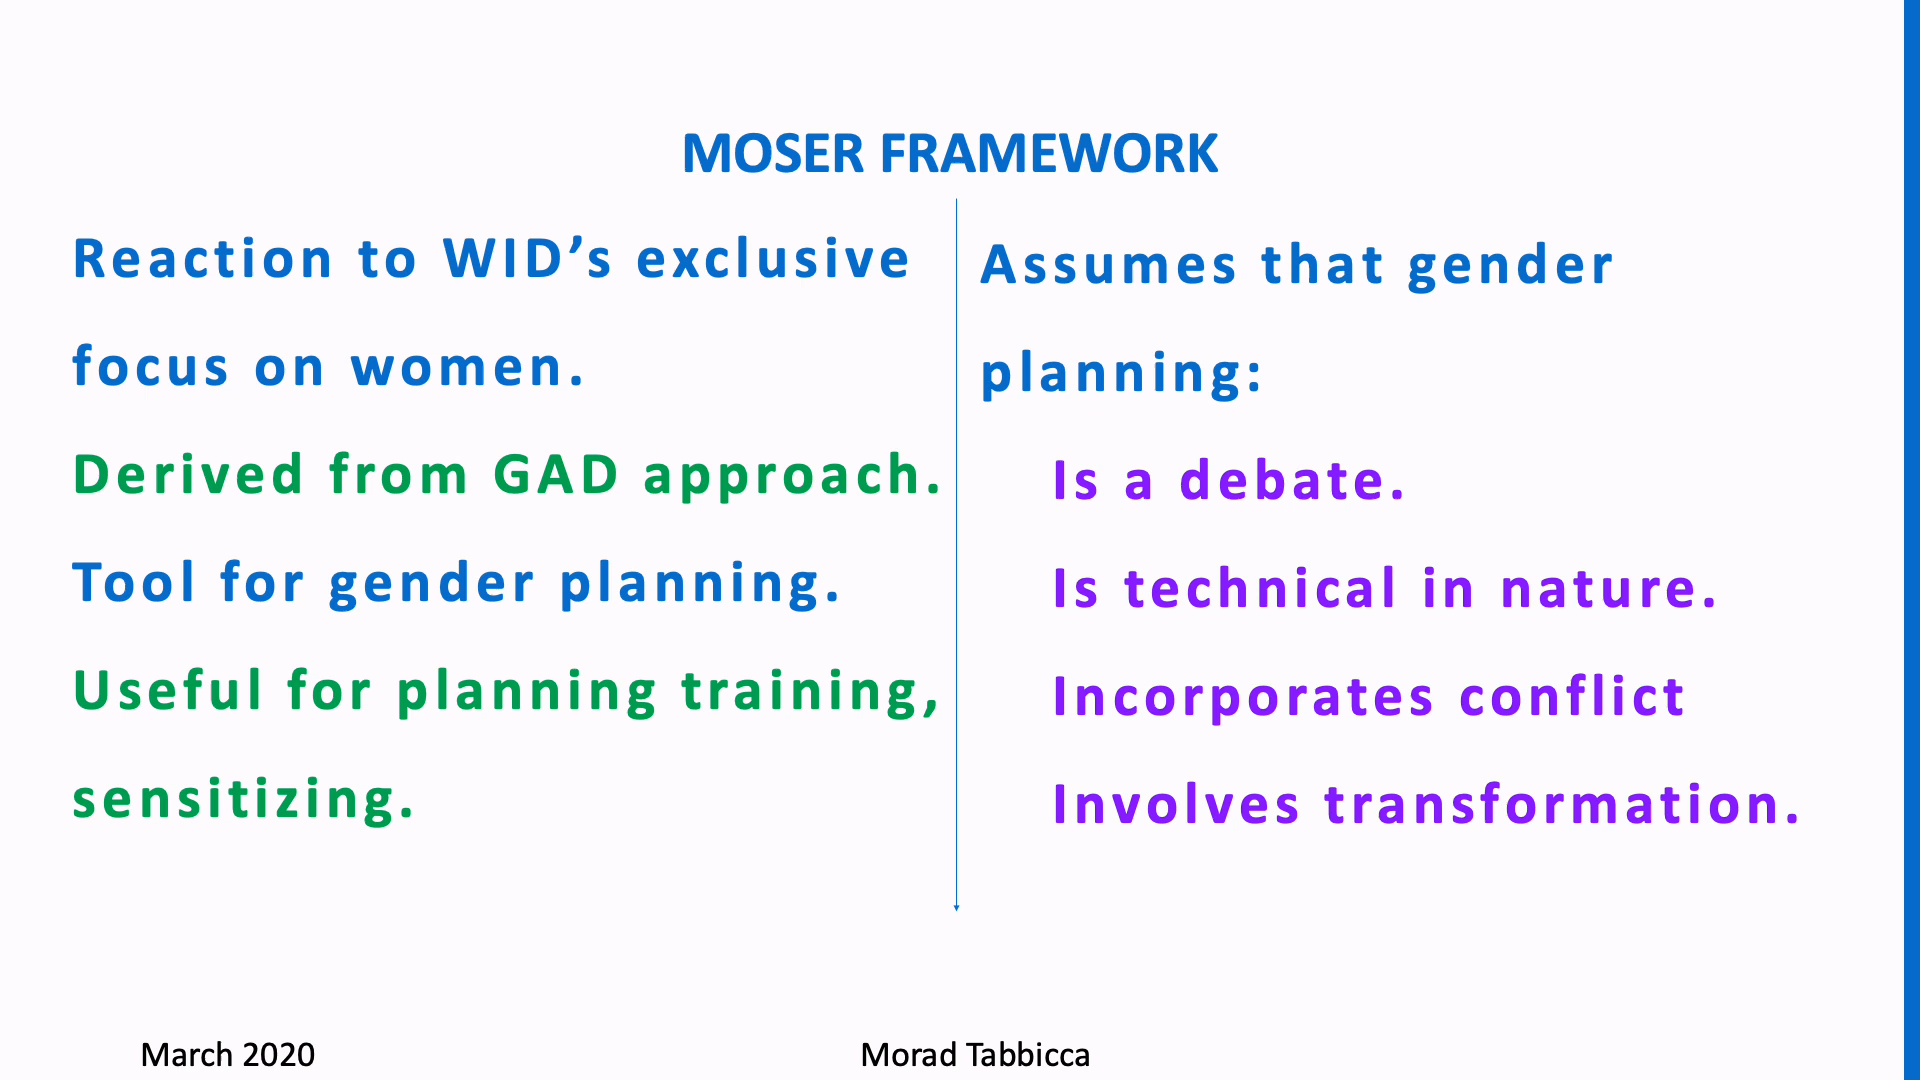 MOSER FRAMEWORK
Reaction to WID’s exclusive
focus on women.
Derived from GAD approach.
Tool for gender planning.
Useful for planning training,
sensitizing.
Assumes that gender
planning:
Is a debate.
Is technical in nature.
Incorporates conflict
Involves transformation.
March 2020
Morad Tabbicca